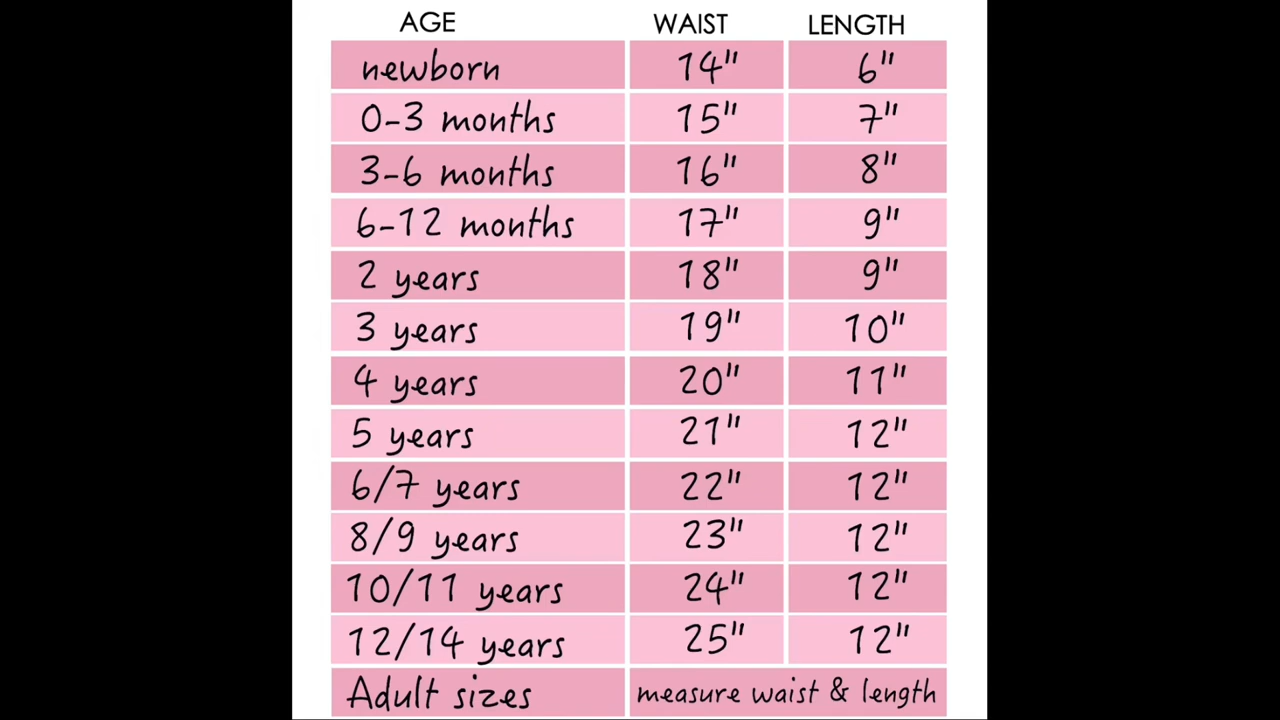 AGE WAIST LENGTH
newborn 14" 6"
0-3 months 15" 7"
3-6 months 16" 8"
6-12 months 17" 9"
2 years 18" 9"
3 years 19" 10"
4 years 20" 11"
5 years 21" 12"
6/7 years 22" 12"
8/9 years 23" 12"
10/11 years 24" 12"
12/14 years 25" 12"
Adult sizes measure waist & length